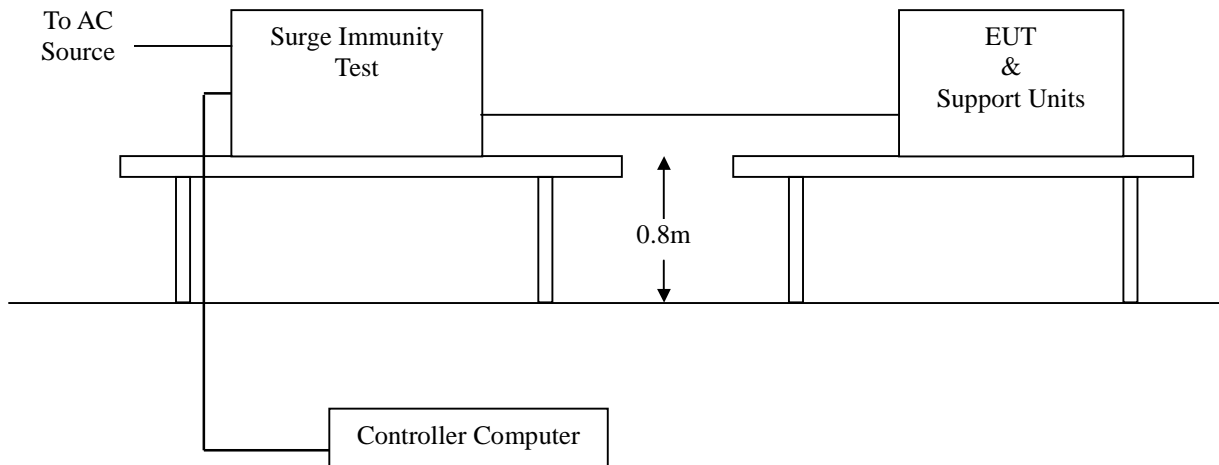 To AC
Source
Surge Immunity
Test
EUT
&
Support Units
0.8m
Controller Computer